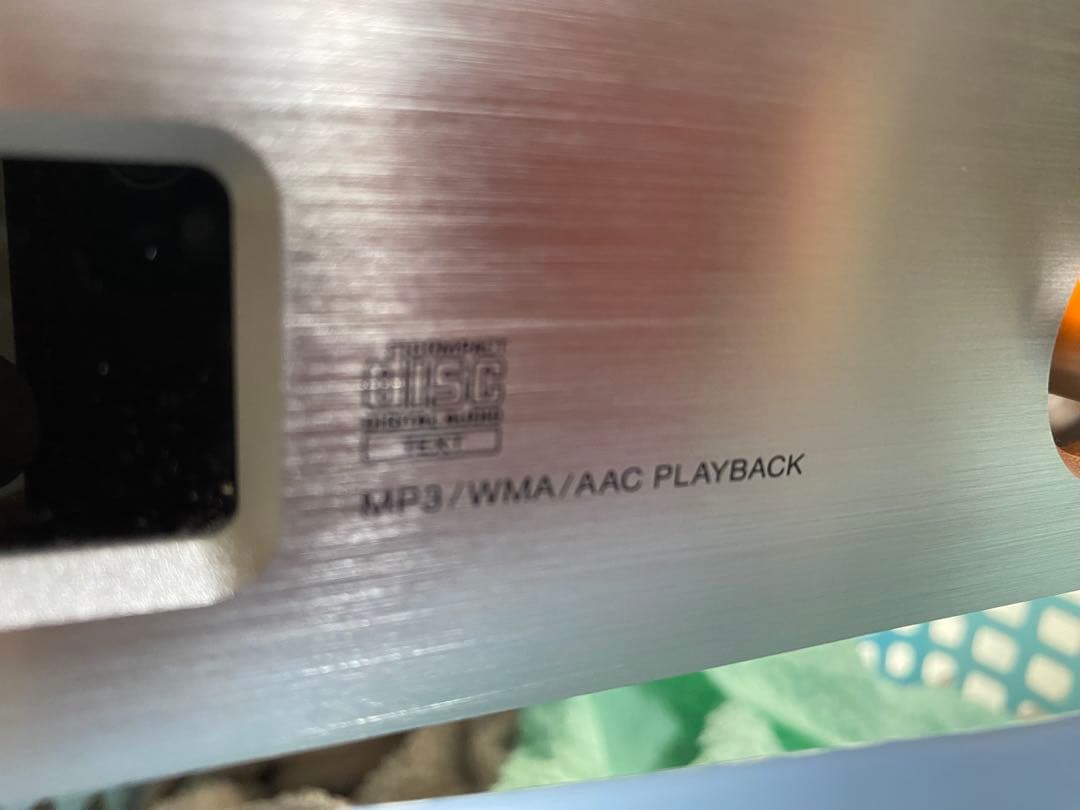 COMPACT
disc
DIGITAL AUDIO
TEXT
MP3/WMA/AAC PLAYBACK